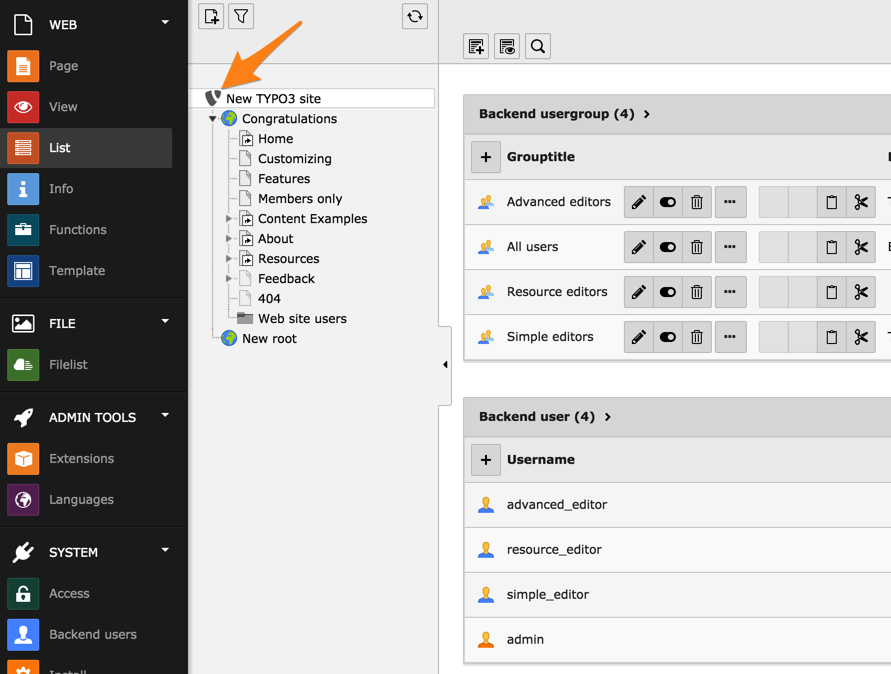 WEB
Page
View
List
Info
Functions
Template
FILE
Filelist
ADMIN TOOLS
Extensions
Languages
SYSTEM
Access
Backend users
New TYPO3 site
Congratulations
Home
Customizing
Features
Members only
Content Examples
About
Resources
Feedback
404
Web site users
New root
Backend usergroup (4)
Grouptitle
Advanced editors
All users
Resource editors
Simple editors
Backend user (4)
Username
advanced_editor
resource_editor
simple_editor
admin